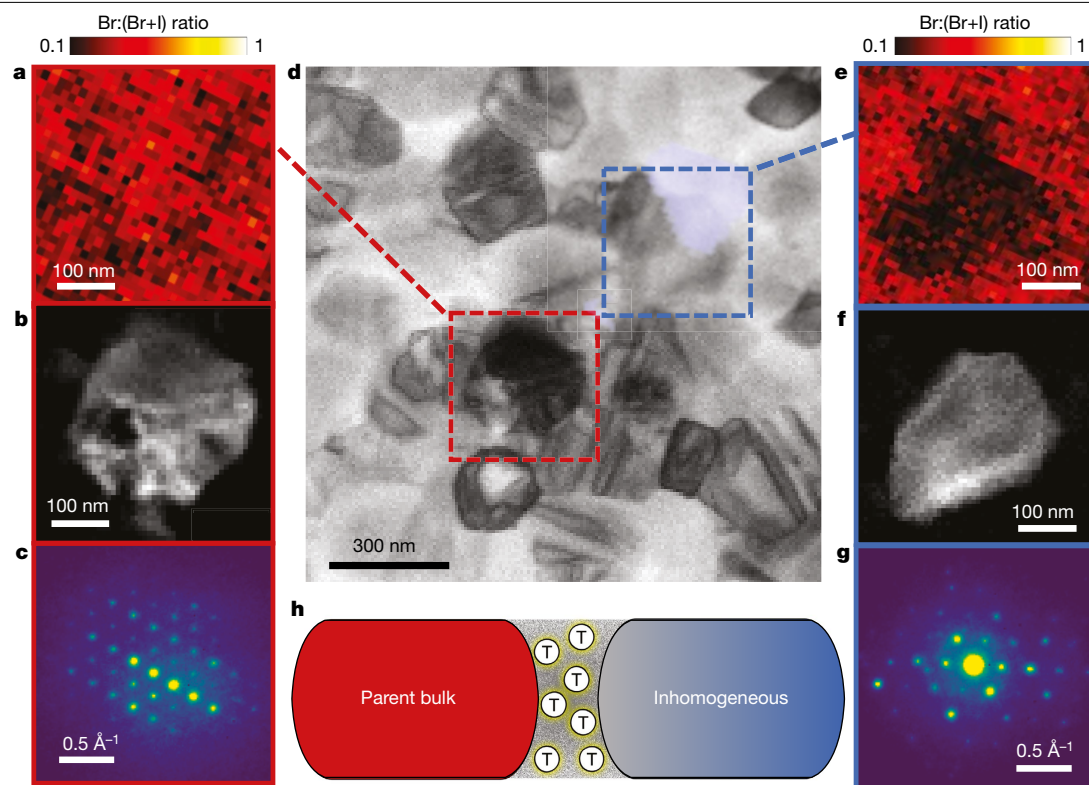 Br:(Br+I) ratio
0.1 1
a
100 nm
b
100 nm
c
0.5 Å⁻¹
d
300 nm
Br:(Br+I) ratio
0.1 1
e
100 nm
f
100 nm
g
0.5 Å⁻¹
h
Parent bulk
T
T
T
T
T
T
T
Inhomogeneous